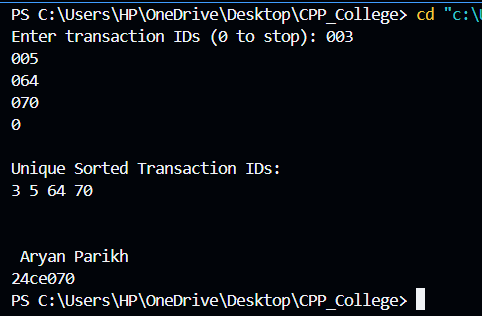 PS C:\Users\HP\OneDrive\Desktop\CPP_College> cd "c:\U
Enter transaction IDs (0 to stop): 003
005
064
070
0
Unique Sorted Transaction IDs:
3 5 64 70
Aryan Parikh
24ce070
PS C:\Users\HP\OneDrive\Desktop\CPP_College>